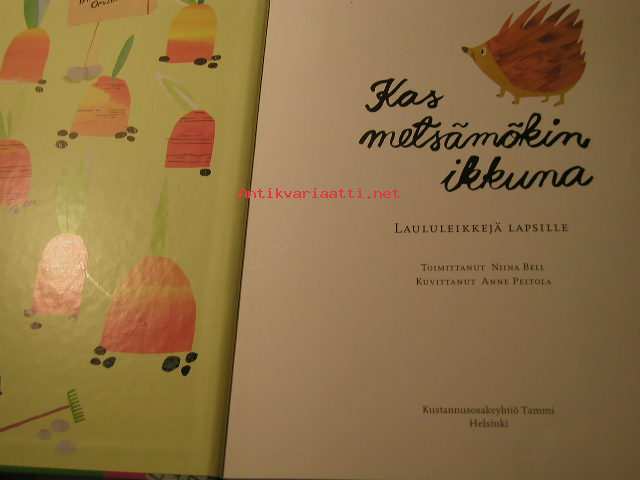 Kas
metsämökin
ikkuna
Laululeikkejä lapsille
Toimittanut Niina Bell
Kuvittanut Anne Peltola
Kustannusosakeyhtiö Tammi
Helsinki
Antikvariaatti.net